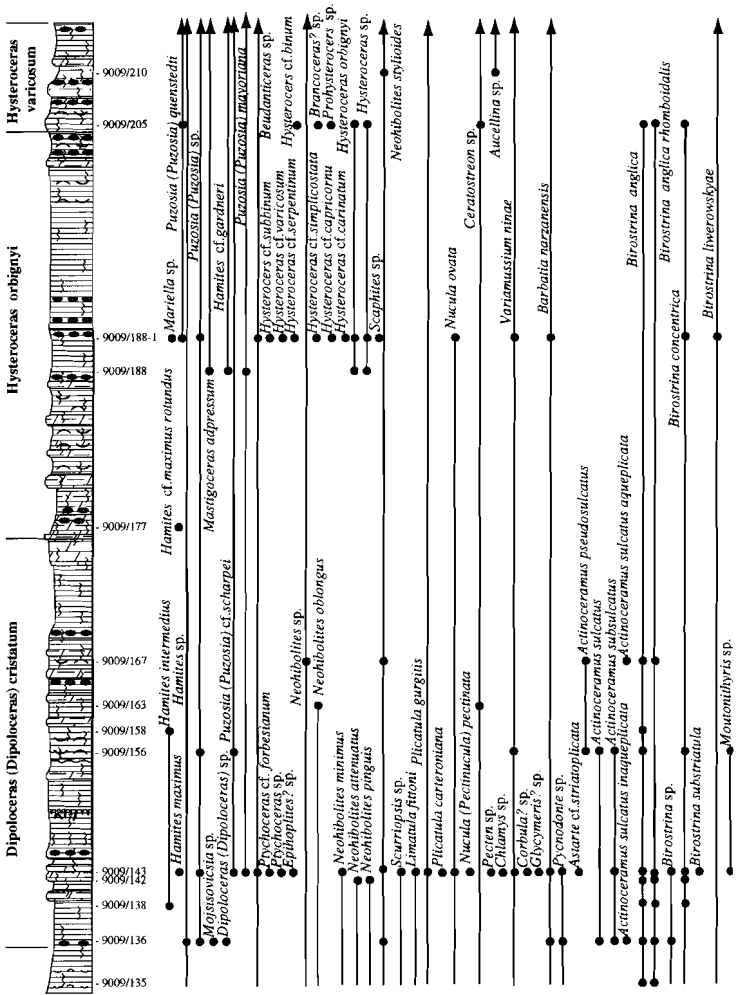 Hysteroceras varicosum
Hysteroceras orbignyi
Dipoloceras (Dipoloceras) cristatum
9009/210
9009/205
9009/188-1
9009/188
9009/177
9009/167
9009/163
9009/158
9009/156
9009/143
9009/142
9009/138
9009/136
9009/135
Hamites intermedius
Hamites maximus
Hamites sp.
Hamites cf.maximus rotundus
Mariella sp.
Puzosia (Puzosia) quenstedti
Puzosia (Puzosia) sp.
Mojsisovicsia sp.
Mastigoceras adpressum
Dipoloceras (Dipoloceras) sp.
Hamites cf.gardneri
Puzosia (Puzosia) cf.scharpei
Puzosia (Puzosia) mayoriana
Beudanticeras sp.
Ptychoceras cf. forbesianum
Ptychoceras sp.
Epihoplites? sp.
Hysterocers cf.subbinum
Hysteroceras cf.varicosum
Hysteroceras cf.serpentinum
Hysterocers cf.binum
Neohibolites sp.
Neohibolites oblongus
Hysteroceras cf.simplicostata
Hysteroceras cf.capricornu
Hysteroceras cf.carinatum
Brancoceras? sp.
Prohysterocers sp.
Hysteroceras orbignyi
Hysteroceras sp.
Neohibolites minimus
Neohibolites attenuatus
Neohibolites pinguis
Scaphites sp.
Neohibolites stylioides
Scurriopsis sp.
Limatula fittoni
Plicatula gurgitis
Plicatula carteroniana
Nucula ovata
Nucula (Pectinucula) pectinata
Ceratostreon sp.
Pecten sp.
Chlamys sp.
Aucellina sp.
Variamussium ninae
Corbula? sp.
Glycymeris? sp.
Barbatia narzanensis
Pycnodonte sp.
Astarte cf.striatoplicata
Actinoceramus pseudosulcatus
Actinoceramus sulcatus
Actinoceramus subsulcatus
Actinoceramus sulcatus aqueplicata
Actinoceramus sulcatus inaqueplicata
Birostrina anglica
Birostrina anglica rhomboidalis
Birostrina sp.
Birostrina concentrica
Birostrina substriatula
Birostrina liwerowskyae
Moutonithyris sp.